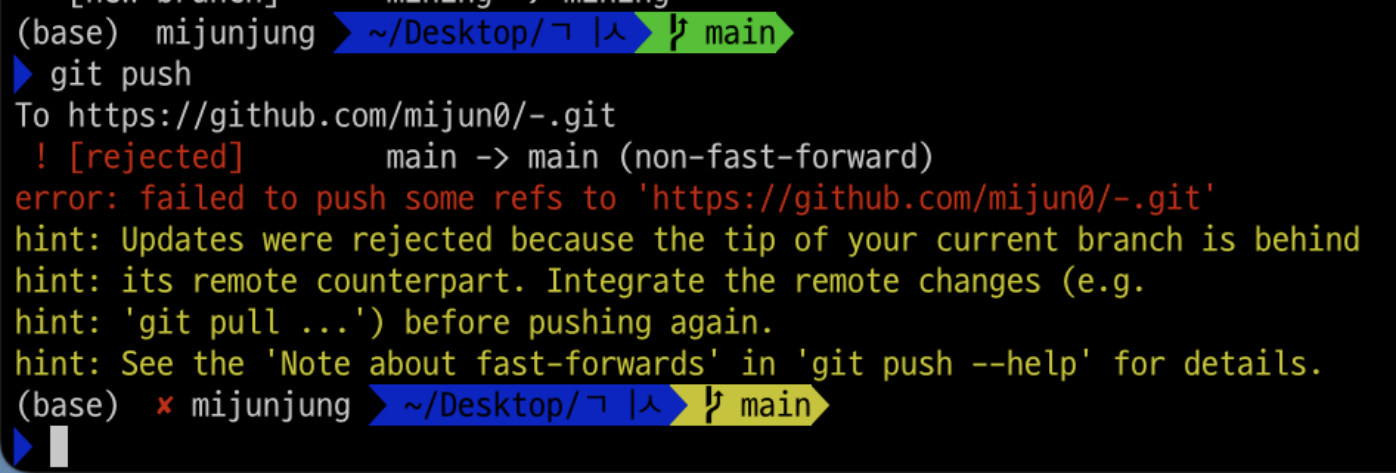 (base) mijunjung ~/Desktop/ㄱ ㅣㅅ main
git push
To https://github.com/mijun0/-.git
! [rejected] main -> main (non-fast-forward)
error: failed to push some refs to 'https://github.com/mijun0/-.git'
hint: Updates were rejected because the tip of your current branch is behind
hint: its remote counterpart. Integrate the remote changes (e.g.
hint: 'git pull ...') before pushing again.
hint: See the 'Note about fast-forwards' in 'git push --help' for details.
(base) ✘ mijunjung ~/Desktop/ㄱ ㅣㅅ main